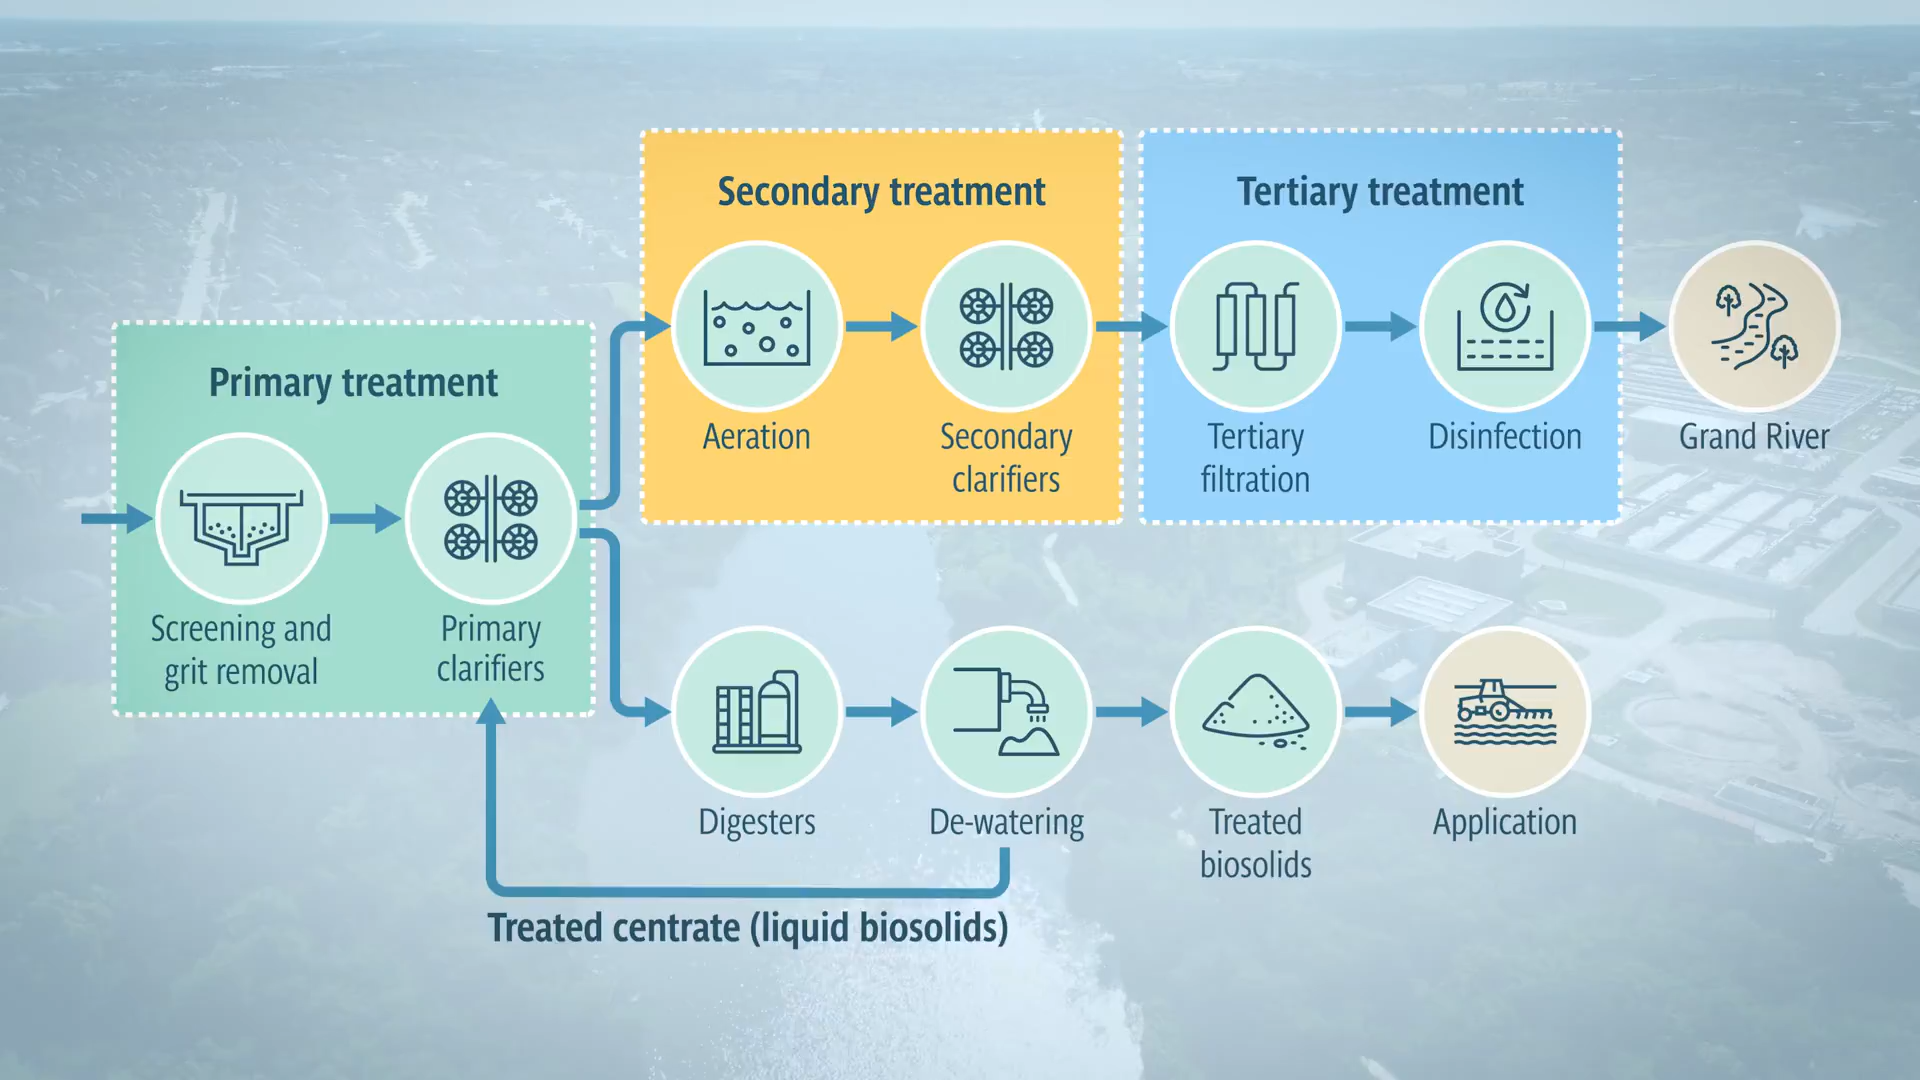 Secondary treatment
Tertiary treatment
Aeration
Secondary
clarifiers
Tertiary
filtration
Disinfection
Grand River
Primary treatment
Screening and
grit removal
Primary
clarifiers
Digesters
De-watering
Treated
biosolids
Application
Treated centrate (liquid biosolids)